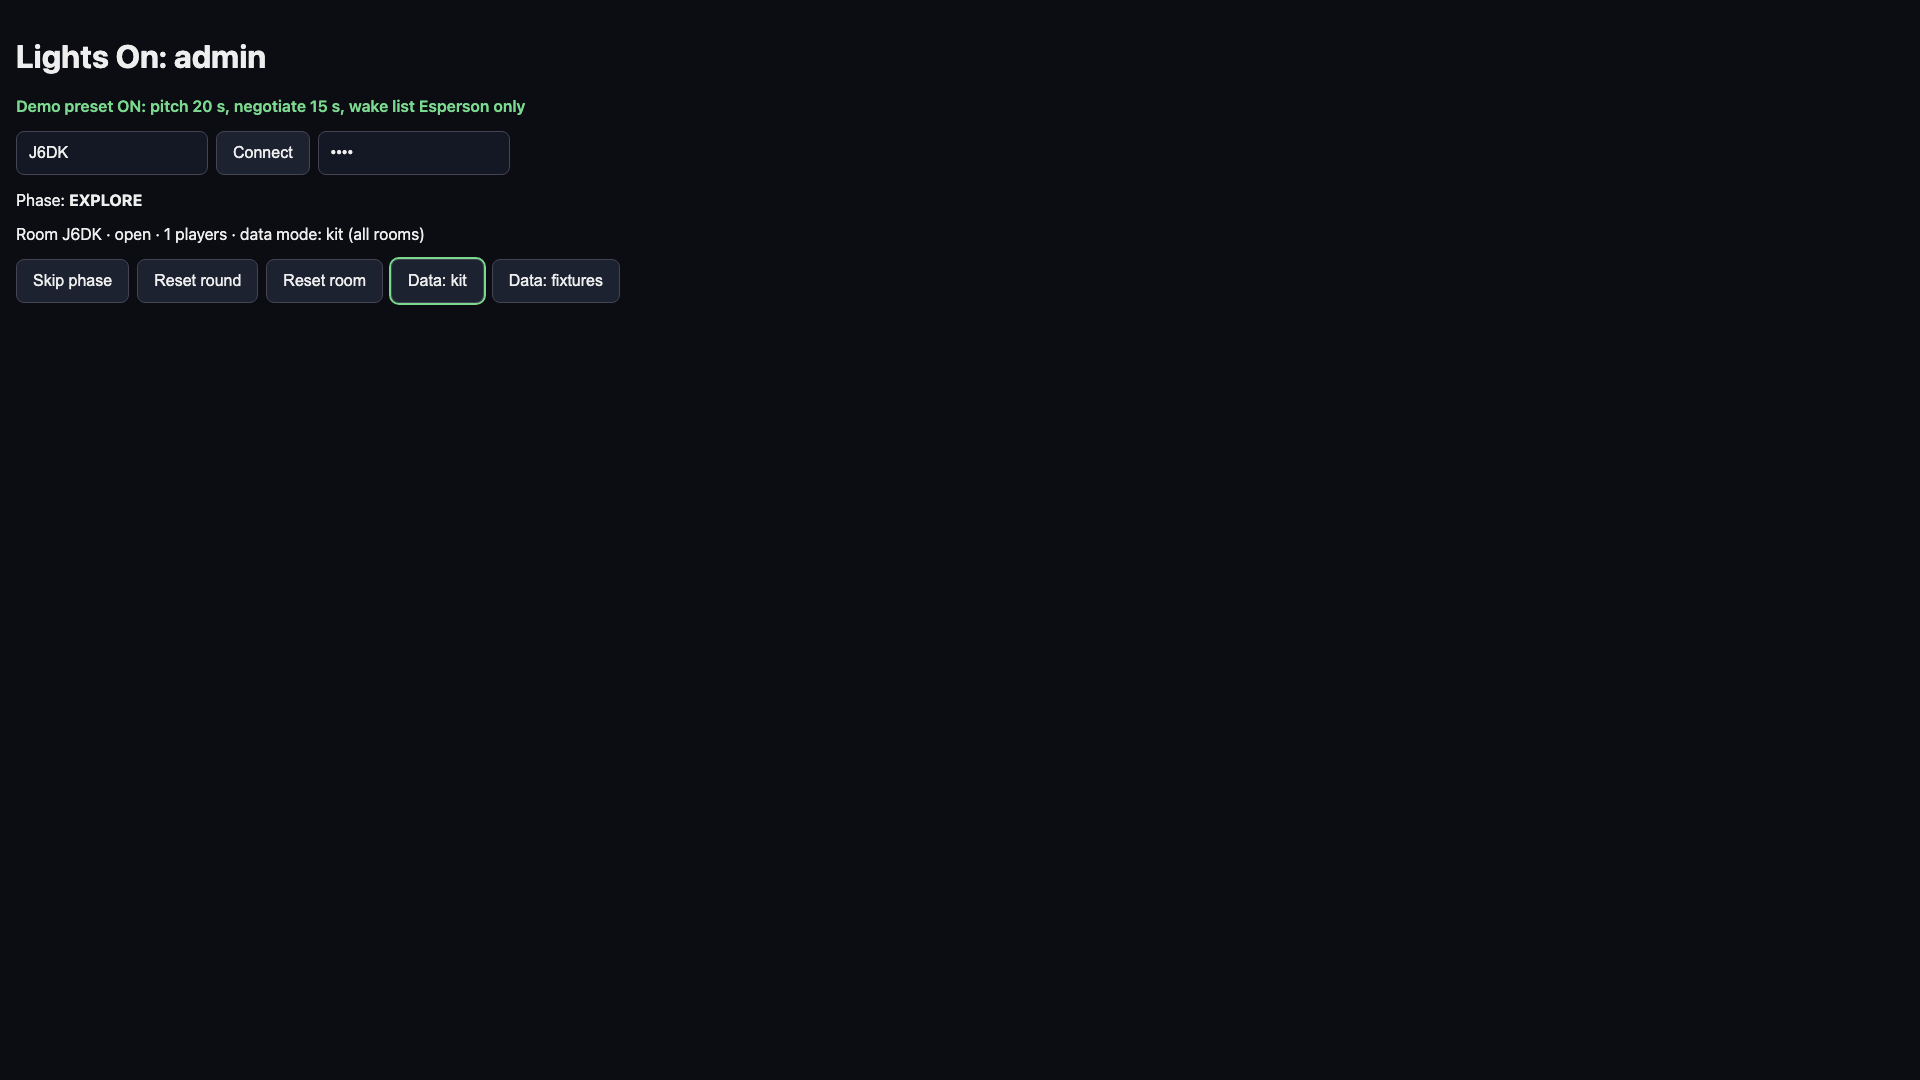 Lights On: admin
Demo preset ON: pitch 20 s, negotiate 15 s, wake list Esperson only
J6DK Connect ••••
Phase: EXPLORE
Room J6DK · open · 1 players · data mode: kit (all rooms)
Skip phase Reset round Reset room Data: kit Data: fixtures